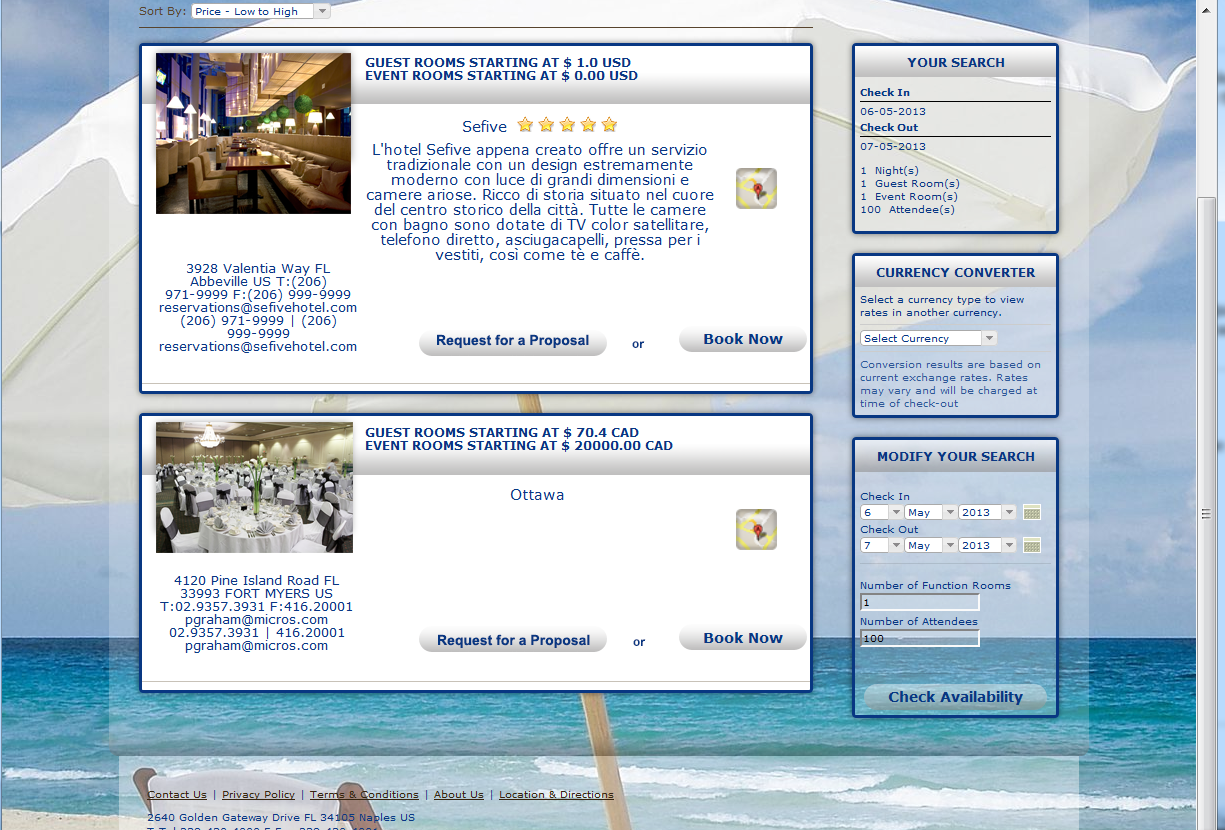 Sort By: Price - Low to High
GUEST ROOMS STARTING AT $ 1.0 USD
EVENT ROOMS STARTING AT $ 0.00 USD
Sefive
L'hotel Sefive appena creato offre un servizio
tradizionale con un design estremamente
moderno con luce di grandi dimensioni e
camere ariose. Ricco di storia situato nel cuore
del centro storico della città. Tutte le camere
con bagno sono dotate di TV color satellitare,
telefono diretto, asciugacapelli, pressa per i
vestiti, così come tè e caffè.
3928 Valentia Way FL
Abbeville US T:(206)
971-9999 F:(206) 999-9999
reservations@sefivehotel.com
(206) 971-9999 | (206)
999-9999
reservations@sefivehotel.com
Request for a Proposal or Book Now
GUEST ROOMS STARTING AT $ 70.4 CAD
EVENT ROOMS STARTING AT $ 20000.00 CAD
Ottawa
4120 Pine Island Road FL
33993 FORT MYERS US
T:02.9357.3931 F:416.20001
pgraham@micros.com
02.9357.3931 | 416.20001
pgraham@micros.com
Request for a Proposal or Book Now
YOUR SEARCH
Check In
06-05-2013
Check Out
07-05-2013
1 Night(s)
1 Guest Room(s)
1 Event Room(s)
100 Attendee(s)
CURRENCY CONVERTER
Select a currency type to view
rates in another currency.
Select Currency
Conversion results are based on
current exchange rates. Rates
may vary and will be charged at
time of check-out
MODIFY YOUR SEARCH
Check In
6 May 2013
Check Out
7 May 2013
Number of Function Rooms
1
Number of Attendees
100
Check Availability
Contact Us | Privacy Policy | Terms & Conditions | About Us | Location & Directions
2640 Golden Gateway Drive FL 34105 Naples US